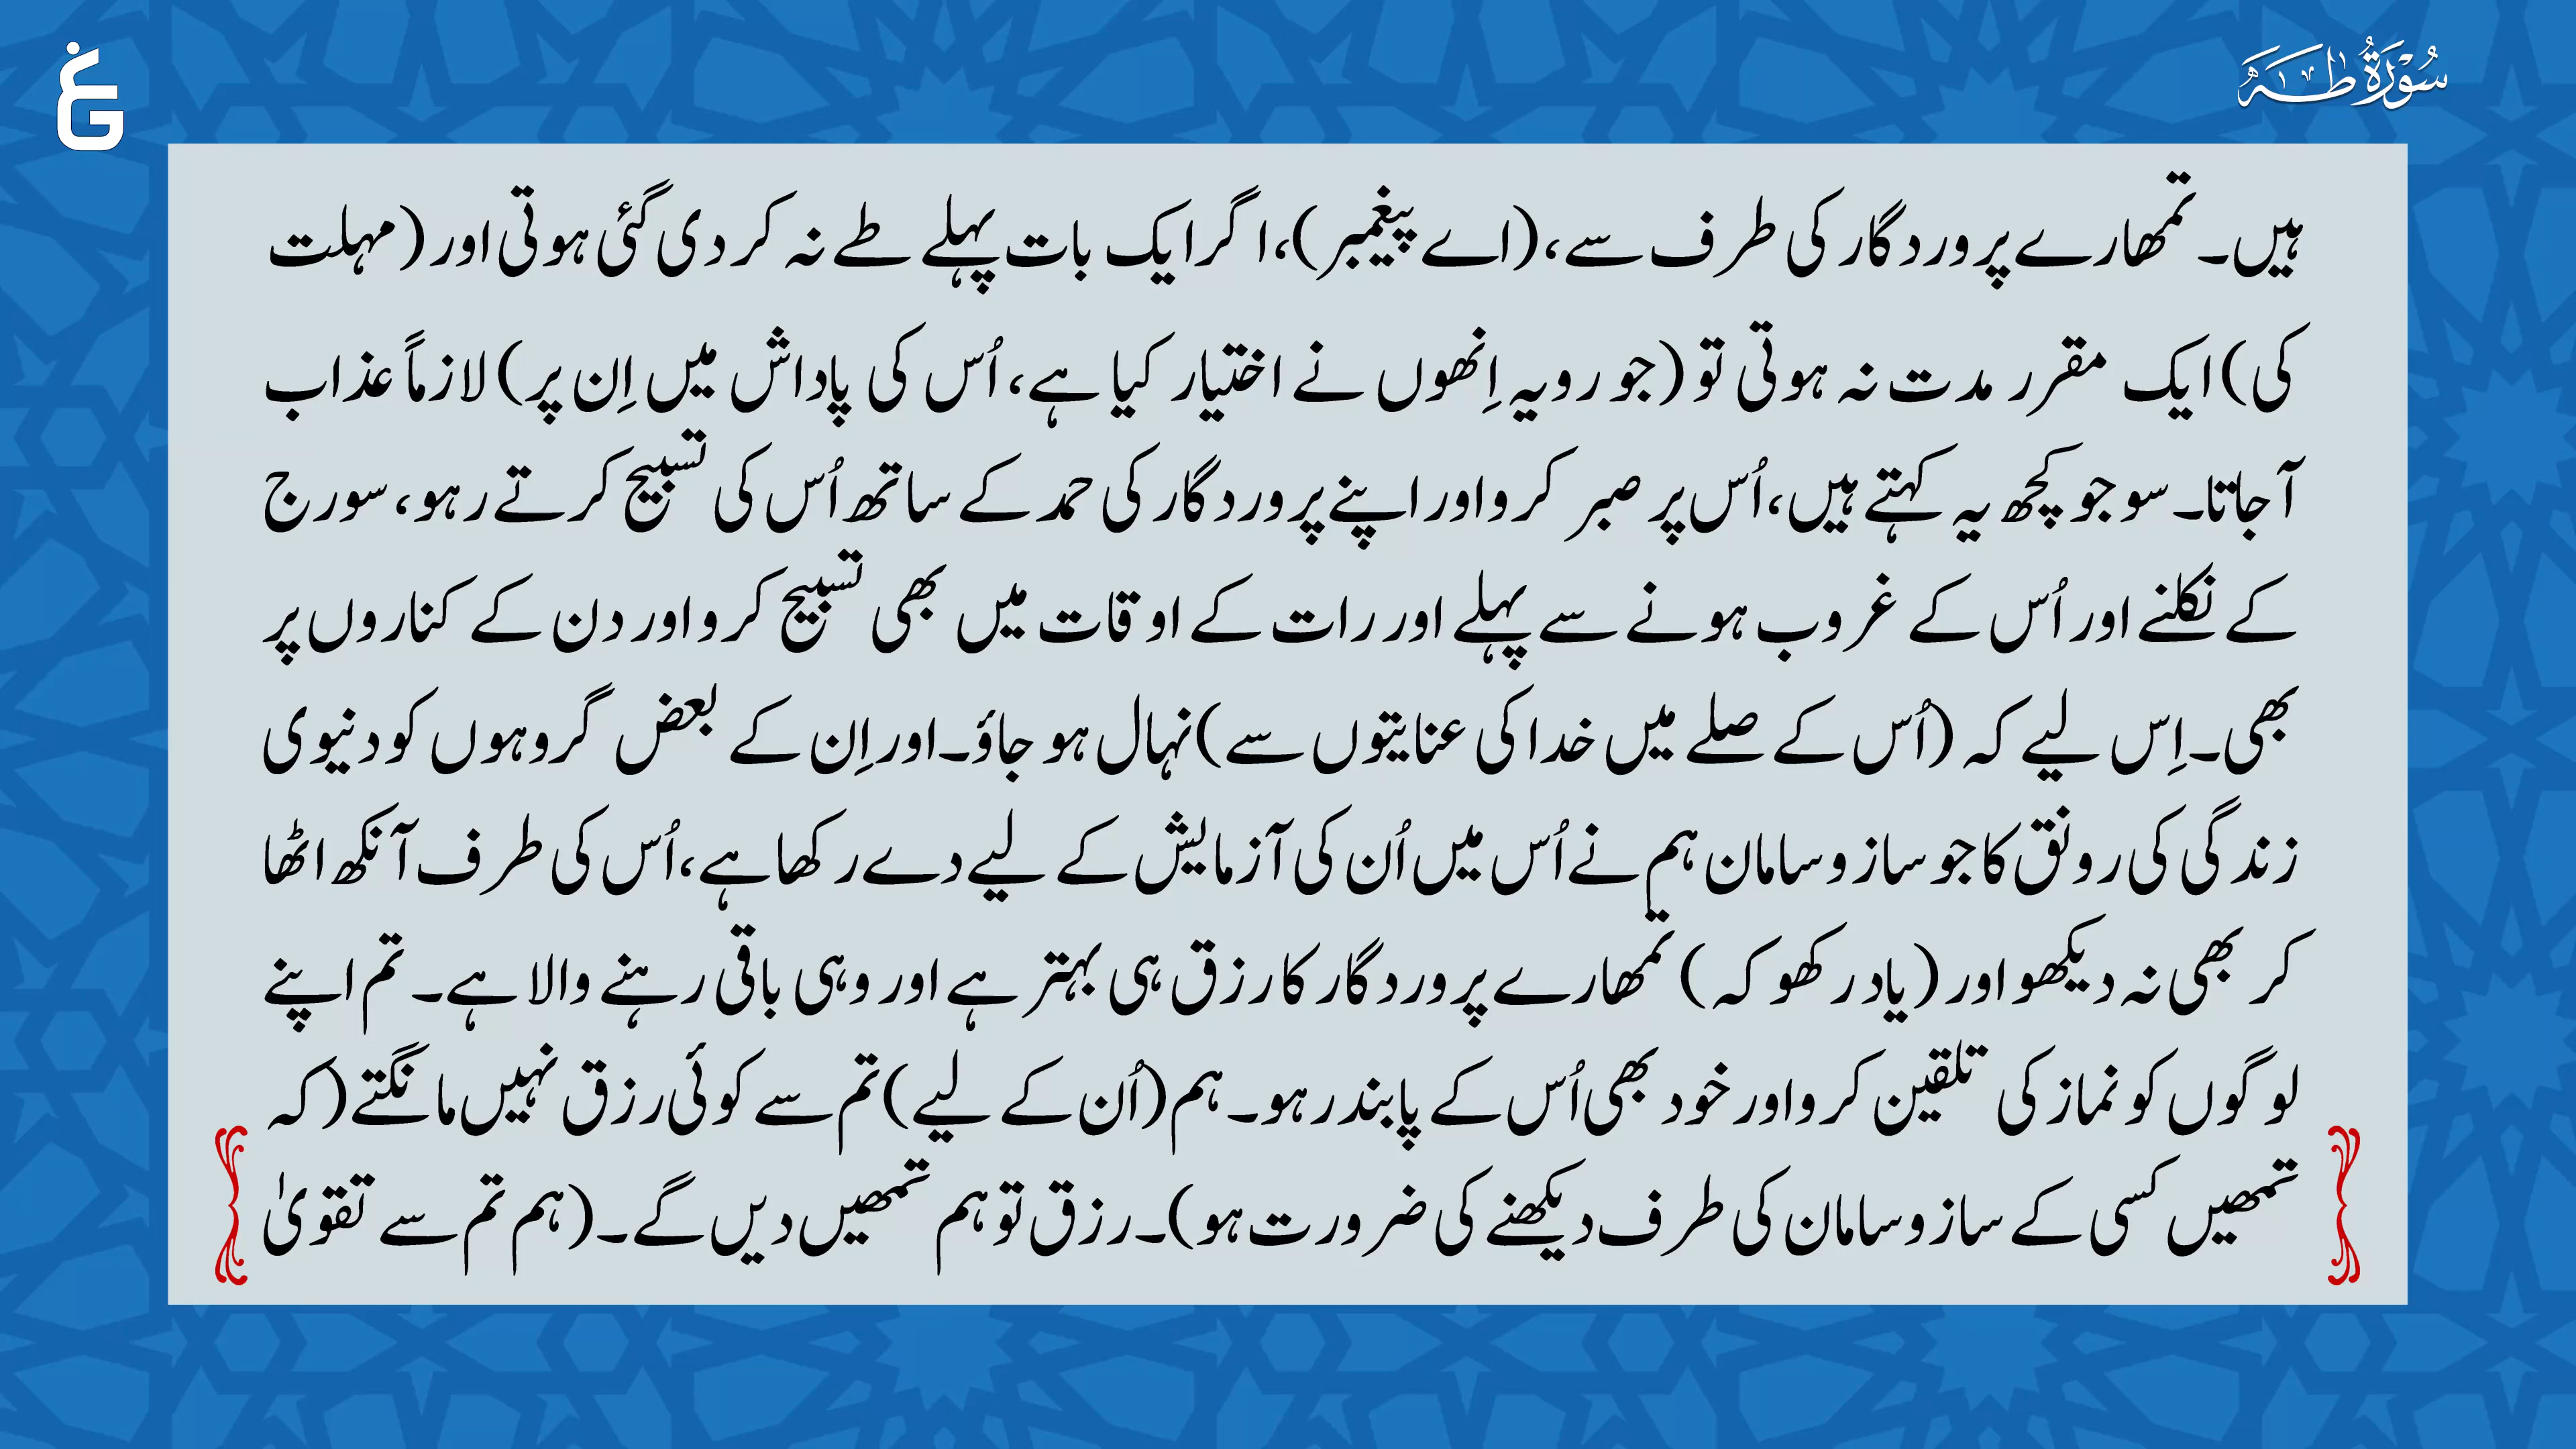 سُوْرَةُ طٰهٰ
ہیں۔ تمھارے پروردگار کی طرف سے، (اے پیغمبر)، اگر ایک بات پہلے طے نہ کر دی گئی ہوتی اور (مہلت
کی) ایک مقرر مدت نہ ہوتی تو (جو رویہ اِنھوں نے اختیار کیا ہے، اُس کی پاداش میں اِن پر) لازماً عذاب
آجاتا۔ سو جو کچھ یہ کہتے ہیں، اُس پر صبر کرو اور اپنے پروردگار کی حمد کے ساتھ اُس کی تسبیح کرتے رہو، سورج
کے نکلنے اور اُس کے غروب ہونے سے پہلے اور رات کے اوقات میں بھی تسبیح کرو اور دن کے کناروں پر
بھی۔ اِس لیے کہ (اُس کے صلے میں خدا کی عنایتوں سے) نہال ہو جاؤ۔ اور اِن کے بعض گروہوں کو دنیوی
زندگی کی رونق کا جو ساز و سامان ہم نے اُس میں اُن کی آزمایش کے لیے دے رکھا ہے، اُس کی طرف آنکھ اٹھا
کر بھی نہ دیکھو اور (یاد رکھو کہ) تمھارے پروردگار کا رزق ہی بہتر ہے اور وہی باقی رہنے والا ہے۔ تم اپنے
لوگوں کو نماز کی تلقین کرو اور خود بھی اُس کے پابند رہو۔ ہم (اُن کے لیے) تم سے کوئی رزق نہیں مانگتے (کہ
تمھیں کسی کے ساز و سامان کی طرف دیکھنے کی ضرورت ہو)۔ رزق تو ہم تمھیں دیں گے۔ (ہم تم سے تقویٰ